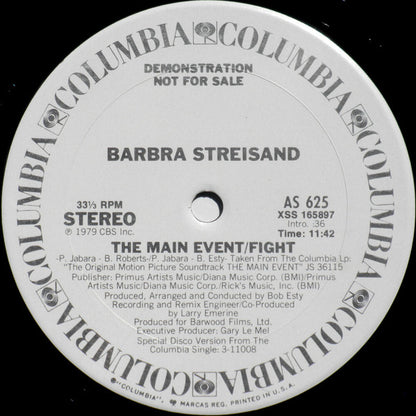 COLUMBIA COLUMBIA COLUMBIA COLUMBIA COLUMBIA COLUMBIA
DEMONSTRATION
NOT FOR SALE
BARBRA STREISAND
33⅓ RPM
STEREO
℗ 1979 CBS Inc.
AS 625
XSS 165897
Intro. :36
Time: 11:42
THE MAIN EVENT/FIGHT
-P. Jabara- B. Roberts-/P. Jabara - B. Esty- Taken From The Columbia Lp:
"The Original Motion Picture Soundtrack THE MAIN EVENT" JS 36115
Publisher: Primus Artists Music/Diana Music Corp. (BMI)/Primus
Artists Music/Diana Music Corp./Rick's Music, Inc. (BMI)
Produced, Arranged and Conducted by Bob Esty
Recording and Remix Engineer/Co-Produced
by Larry Emerine
Produced for Barwood Films, Ltd.
Executive Producer: Gary Le Mel
Special Disco Version From The
Columbia Single: 3-11008
"COLUMBIA", MARCAS REG. PRINTED IN U.S.A.